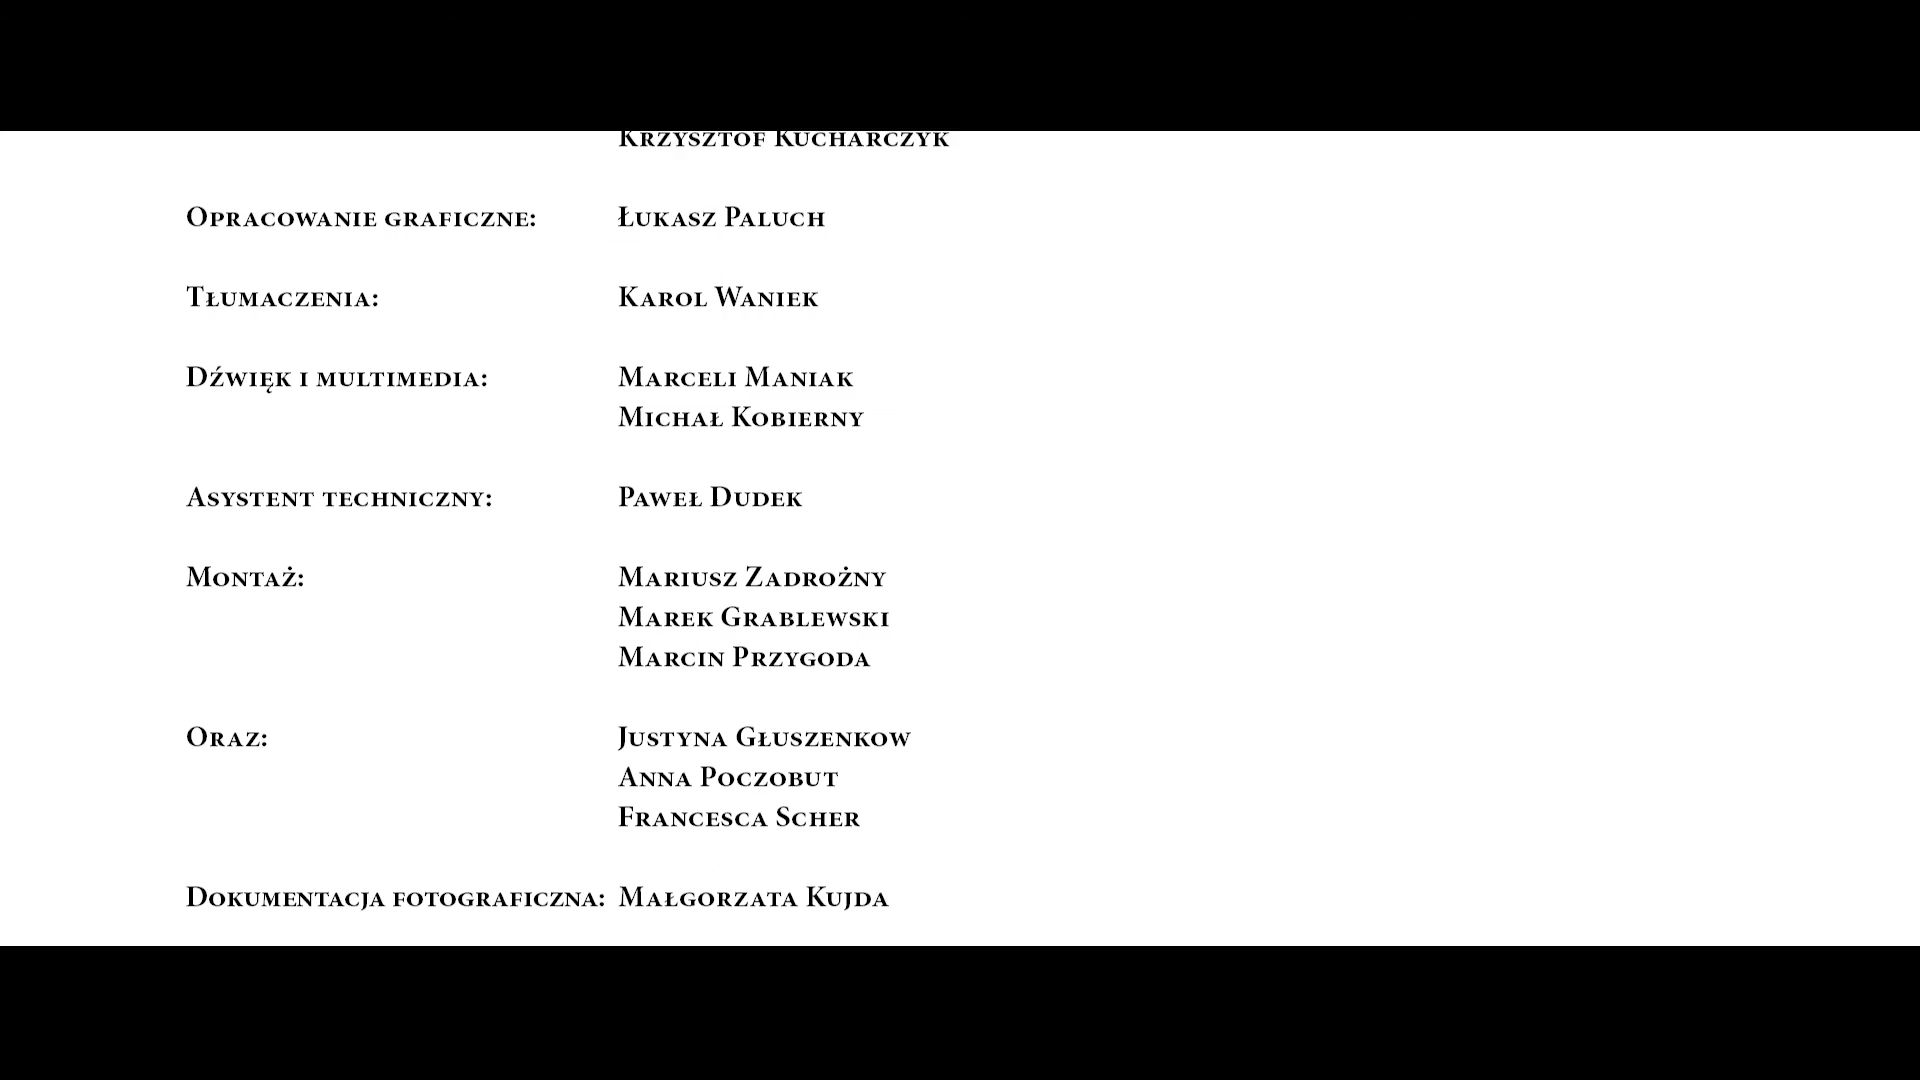 Krzysztof Kucharczyk
Opracowanie graficzne: Łukasz Paluch
Tłumaczenia: Karol Waniek
Dźwięk i multimedia: Marceli Maniak
Michał Kobierny
Asystent techniczny: Paweł Dudek
Montaż: Mariusz Zadrożny
Marek Grablewski
Marcin Przygoda
Oraz: Justyna Głuszenkow
Anna Poczobut
Francesca Scher
Dokumentacja fotograficzna: Małgorzata Kujda